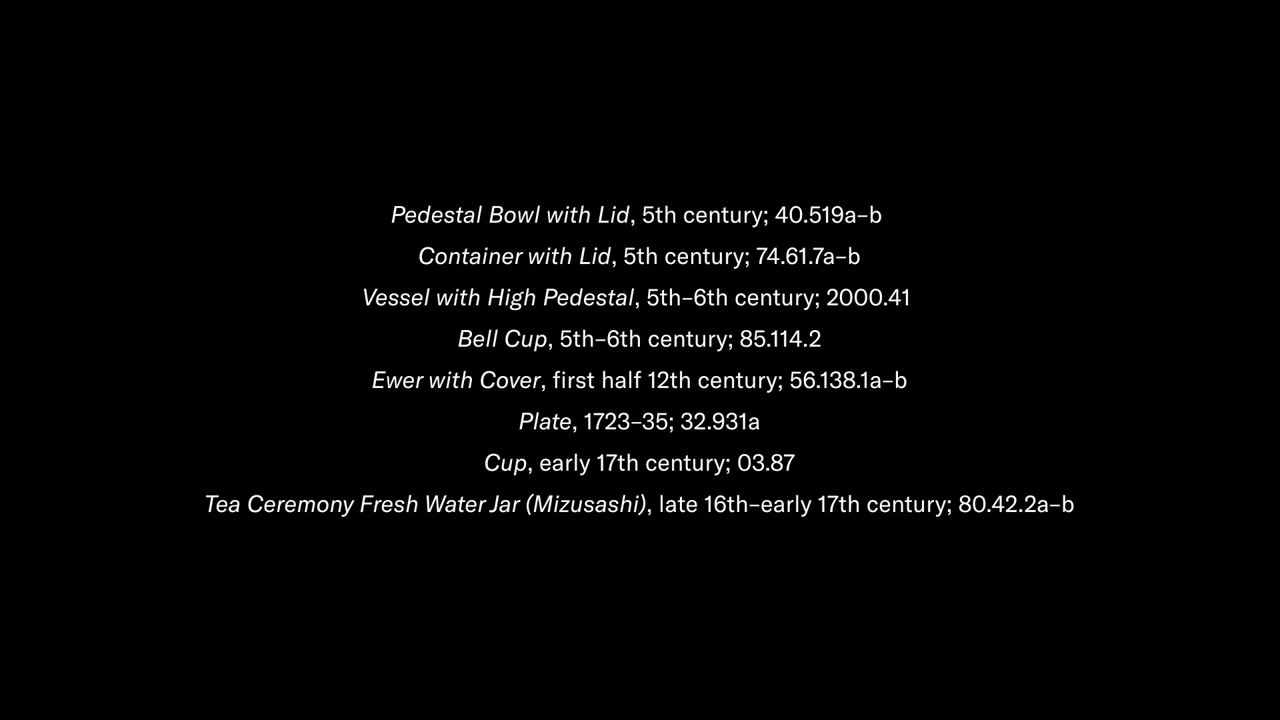 Pedestal Bowl with Lid, 5th century; 40.519a–b
Container with Lid, 5th century; 74.61.7a–b
Vessel with High Pedestal, 5th–6th century; 2000.41
Bell Cup, 5th–6th century; 85.114.2
Ewer with Cover, first half 12th century; 56.138.1a–b
Plate, 1723–35; 32.931a
Cup, early 17th century; 03.87
Tea Ceremony Fresh Water Jar (Mizusashi), late 16th–early 17th century; 80.42.2a–b